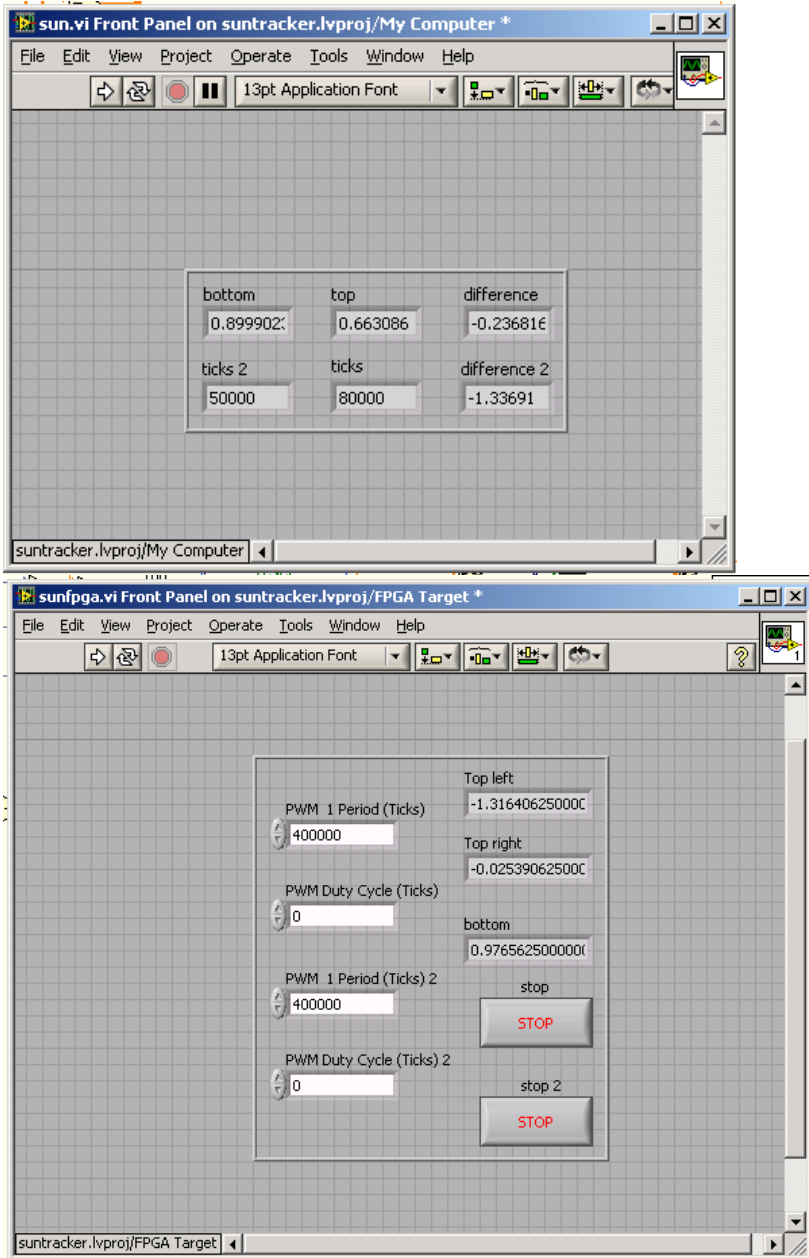 sun.vi Front Panel on suntracker.lvproj/My Computer *
File Edit View Project Operate Tools Window Help
13pt Application Font
bottom top difference
0.899902 0.663086 -0.236816
ticks 2 ticks difference 2
50000 80000 -1.33691
suntracker.lvproj/My Computer
sunfpga.vi Front Panel on suntracker.lvproj/FPGA Target *
File Edit View Project Operate Tools Window Help
13pt Application Font
? 1
Top left
-1.31640625000
PWM 1 Period (Ticks)
400000
Top right
-0.02539062500
PWM Duty Cycle (Ticks)
0
bottom
0.976562500000
PWM 1 Period (Ticks) 2
400000
stop
STOP
PWM Duty Cycle (Ticks) 2
0
stop 2
STOP
suntracker.lvproj/FPGA Target